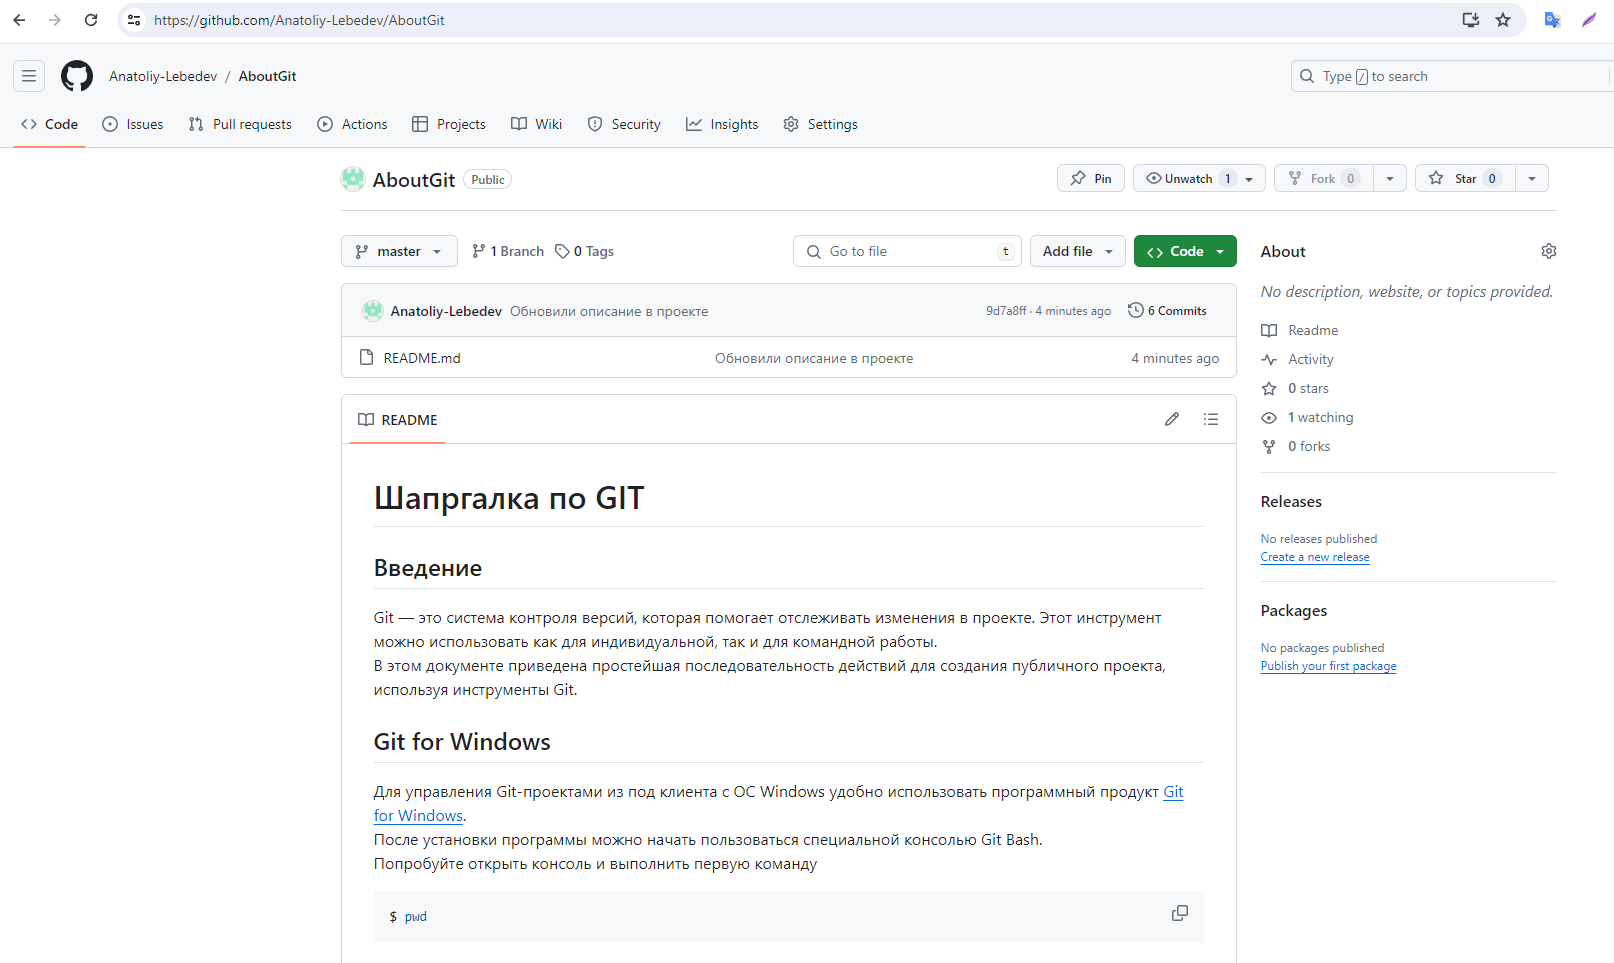 https://github.com/Anatoliy-Lebedev/AboutGit
Anatoliy-Lebedev / AboutGit
Type / to search
Code Issues Pull requests Actions Projects Wiki Security Insights Settings
AboutGit Public
Pin Unwatch 1 Fork 0 Star 0
master 1 Branch 0 Tags Go to file t Add file Code
Anatoliy-Lebedev Обновили описание в проекте 9d7a8ff · 4 minutes ago 6 Commits
README.md Обновили описание в проекте 4 minutes ago
README
Шапргалка по GIT
Введение
Git — это система контроля версий, которая помогает отслеживать изменения в проекте. Этот инструмент
можно использовать как для индивидуальной, так и для командной работы.
В этом документе приведена простейшая последовательность действий для создания публичного проекта,
используя инструменты Git.
Git for Windows
Для управления Git-проектами из под клиента с ОС Windows удобно использовать программный продукт Git
for Windows.
После установки программы можно начать пользоваться специальной консолью Git Bash.
Попробуйте открыть консоль и выполнить первую команду
$ pwd
About
No description, website, or topics provided.
Readme
Activity
0 stars
1 watching
0 forks
Releases
No releases published
Create a new release
Packages
No packages published
Publish your first package